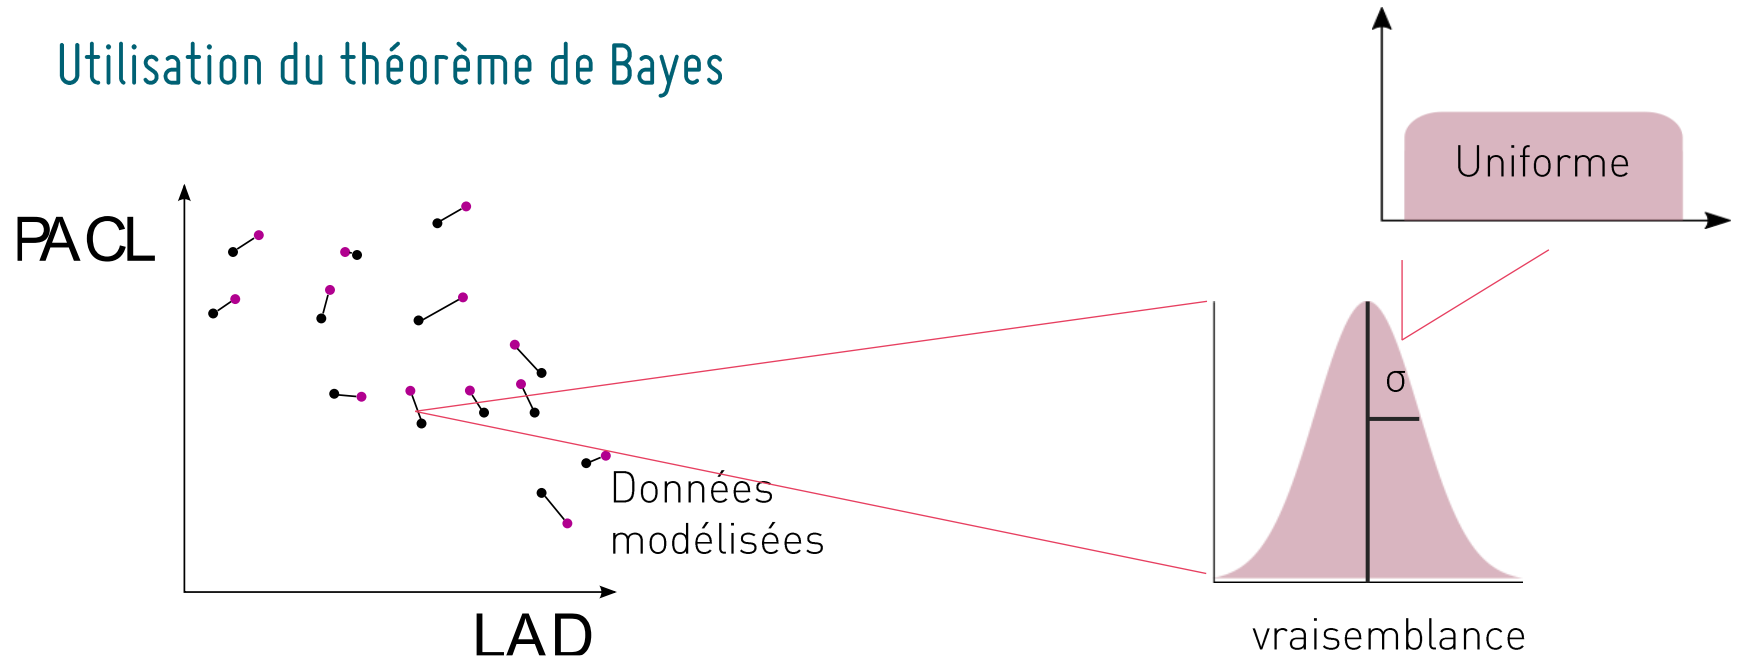 Utilisation du théorème de Bayes
Uniforme
PACL
σ
Données
modélisées
LAD
vraisemblance